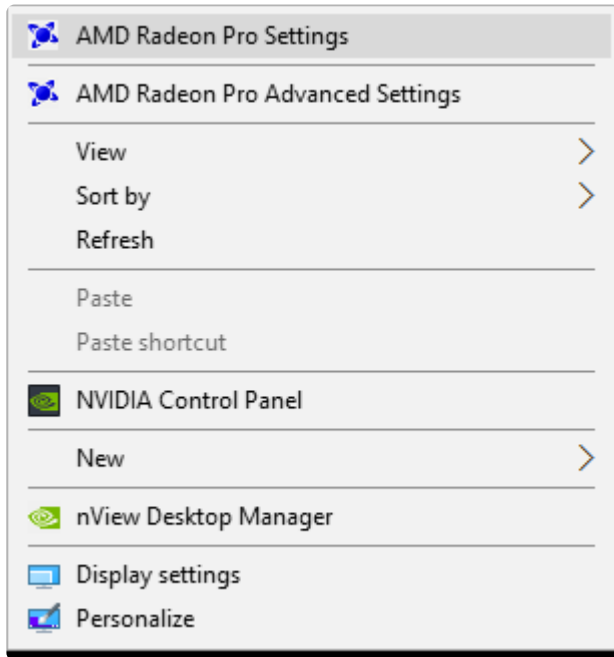 AMD Radeon Pro Settings
AMD Radeon Pro Advanced Settings
View
Sort by
Refresh
Paste
Paste shortcut
NVIDIA Control Panel
New
nView Desktop Manager
Display settings
Personalize